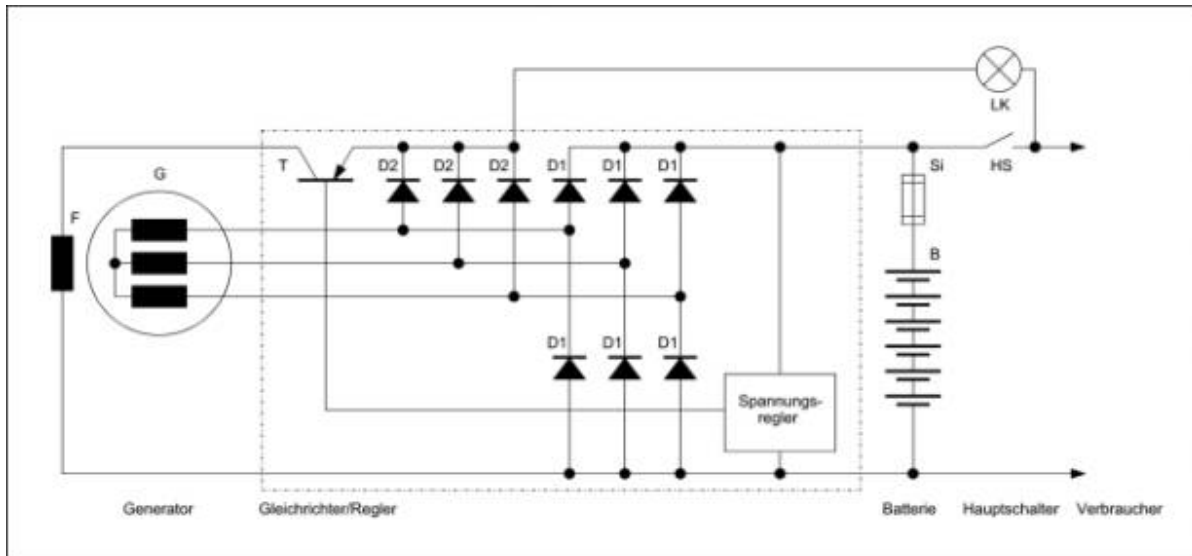 LK
G
T
D2 D2 D2 D1 D1 D1
Si
HS
F
B
D1 D1 D1
Spannungs-
regler
Generator Gleichrichter/Regler Batterie Hauptschalter Verbraucher